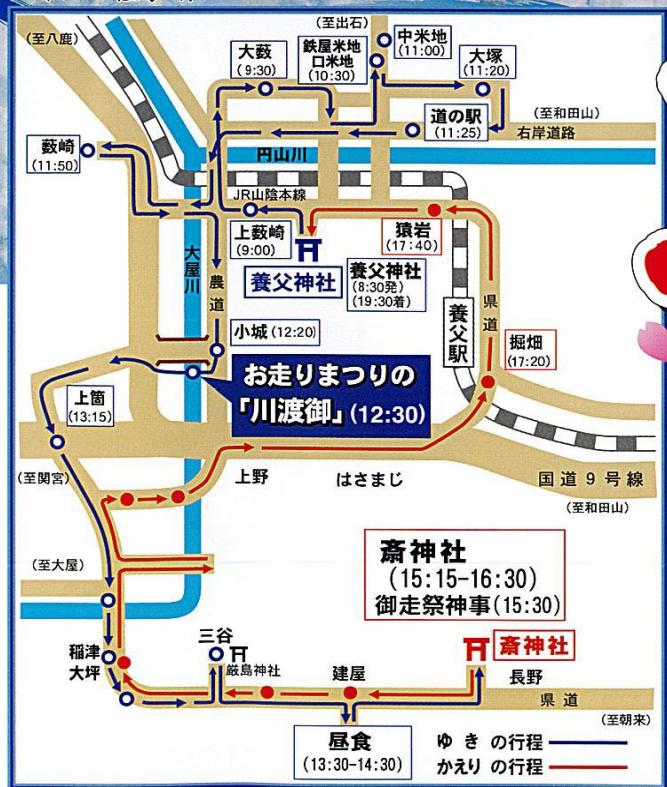 (至出石)
(至八鹿)
大薮
(9:30)
鉄屋米地
口米地
(10:30)
中米地
(11:00)
大塚
(11:20)
道の駅
(11:25)
(至和田山)
右岸道路
薮崎
(11:50)
円山川
JR山陰本線
上薮崎
(9:00)
猿岩
(17:40)
養父神社
養父神社
(8:30発)
(19:30着)
大屋川
農道
養父駅
県道
掘畑
(17:20)
小城(12:20)
お走りまつりの
「川渡御」(12:30)
上箇
(13:15)
(至関宮)
上野
はさまじ
国道9号線
(至和田山)
斎神社
(15:15-16:30)
御走祭神事(15:30)
(至大屋)
稲津
大坪
三谷
厳島神社
建屋
斎神社
長野
県道
(至朝来)
昼食
(13:30-14:30)
ゆきの行程
かえりの行程